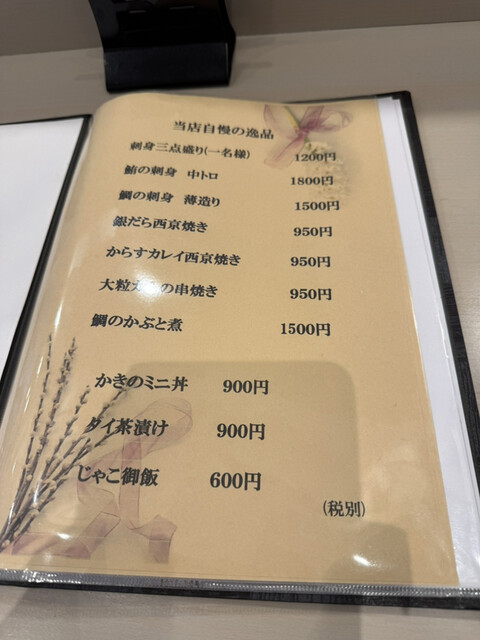 当店自慢の逸品
刺身三点盛り(一名様) 1200円
鮪の刺身 中トロ 1800円
鯛の刺身 薄造り 1500円
銀だら西京焼き 950円
からすカレイ西京焼き 950円
大粒 の串焼き 950円
鯛のかぶと煮 1500円
かきのミニ丼 900円
タイ茶漬け 900円
じゃこ御飯 600円
(税別)